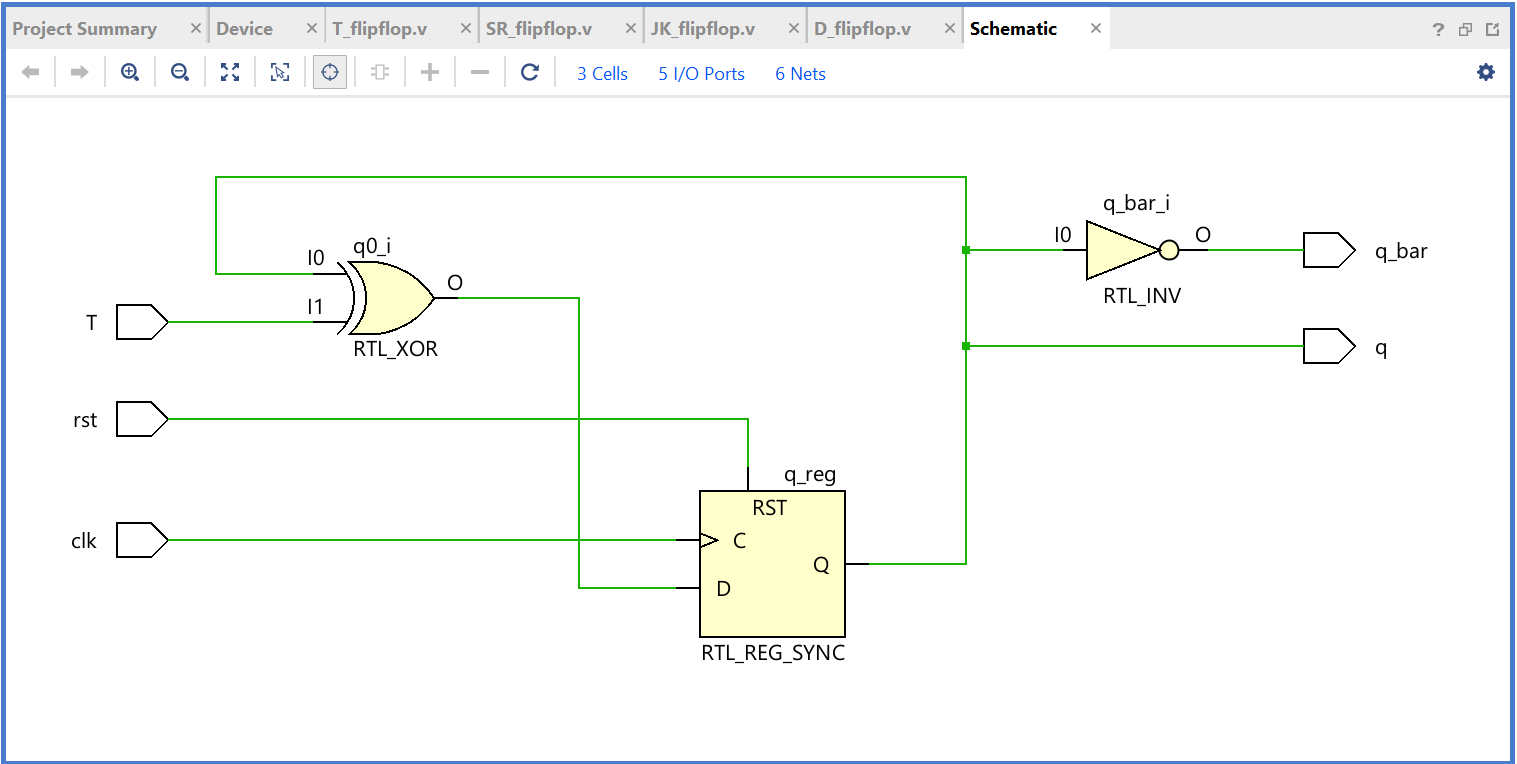 Project Summary × Device × T_flipflop.v × SR_flipflop.v × JK_flipflop.v × D_flipflop.v × Schematic × ?
3 Cells 5 I/O Ports 6 Nets
q_bar_i
I0 O
q_bar
RTL_INV
q0_i
I0
O
I1
T
RTL_XOR
q
rst
q_reg
RST
clk
C
Q
D
RTL_REG_SYNC